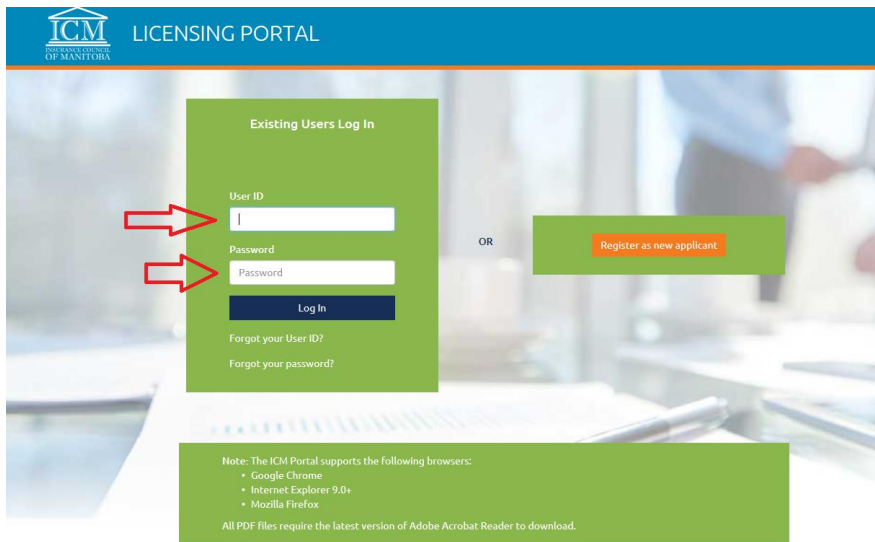 ICM
INSURANCE COUNCIL
OF MANITOBA
LICENSING PORTAL
Existing Users Log In
User ID
Password
Password
Log In
Forgot your User ID?
Forgot your password?
OR
Register as new applicant
Note: The ICM Portal supports the following browsers:
• Google Chrome
• Internet Explorer 9.0+
• Mozilla Firefox
All PDF files require the latest version of Adobe Acrobat Reader to download.